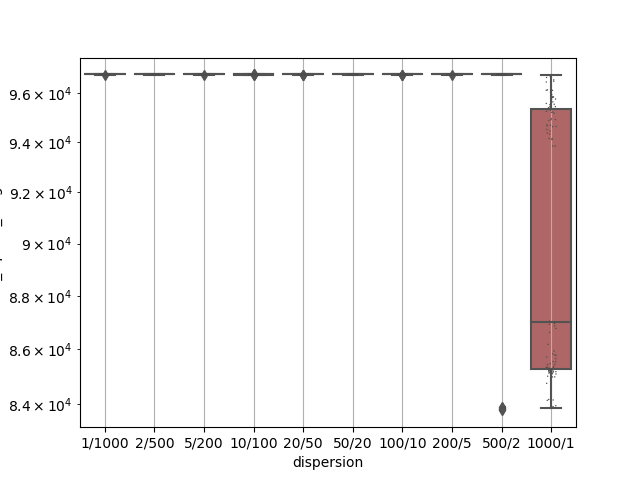 9.6 × 10⁴
9.4 × 10⁴
9.2 × 10⁴
9 × 10⁴
8.8 × 10⁴
8.6 × 10⁴
8.4 × 10⁴
1/1000 2/500 5/200 10/100 20/50 50/20 100/10 200/5 500/2 1000/1
dispersion